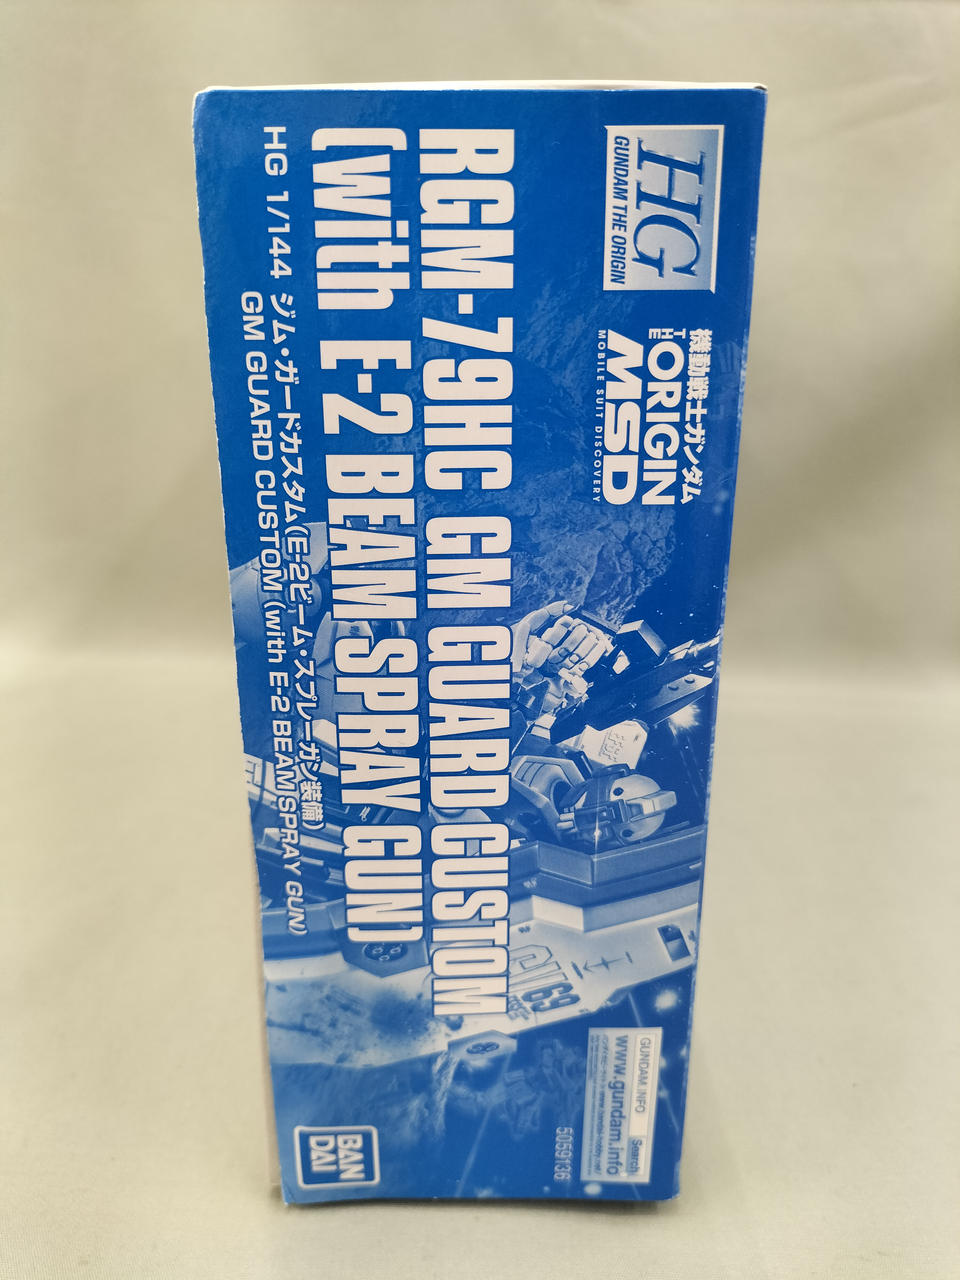 HG
GUNDAM THE ORIGIN
機動戦士ガンダム
THE ORIGIN
MSD
MOBILE SUIT DISCOVERY
RGM-79HC GM GUARD CUSTOM
(with E-2 BEAM SPRAY GUN)
HG 1/144 ジム・ガードカスタム(E-2ビーム・スプレーガン装備)
GM GUARD CUSTOM (with E-2 BEAM SPRAY GUN)
69
GUNDAM.INFO Search
www.gundam.info
5059136
BAN
DAI